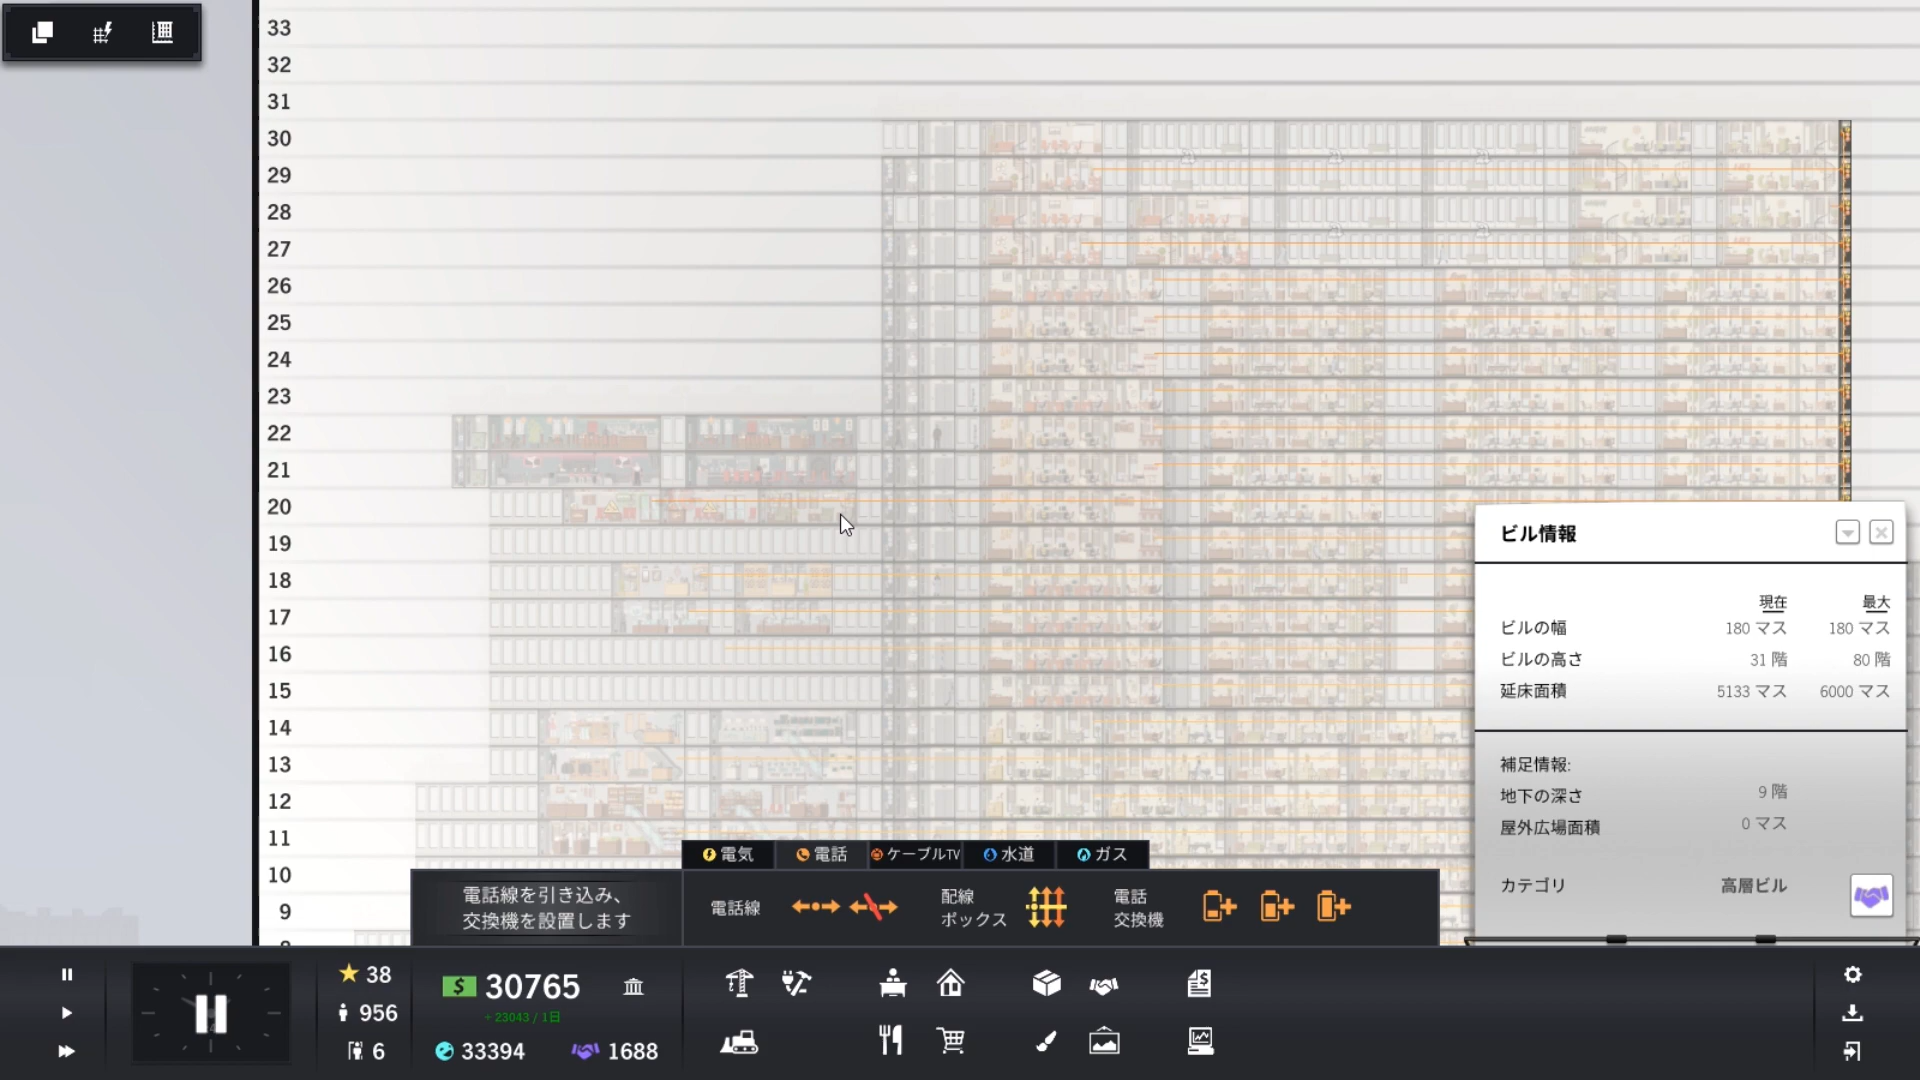 33
32
31
30
29
28
27
26
25
24
23
22
21
20
19
18
17
16
15
14
13
12
11
10
9
ビル情報
現在 最大
ビルの幅 180 マス 180 マス
ビルの高さ 31 階 80 階
延床面積 5133 マス 6000 マス
補足情報:
地下の深さ 9 階
屋外広場面積 0 マス
カテゴリ 高層ビル
電気 電話 ケーブルTV 水道 ガス
電話線を引き込み、
交換機を設置します
電話線
配線
ボックス
電話
交換機
38
956
6
$ 30765
+ 23043 / 1日
33394 1688